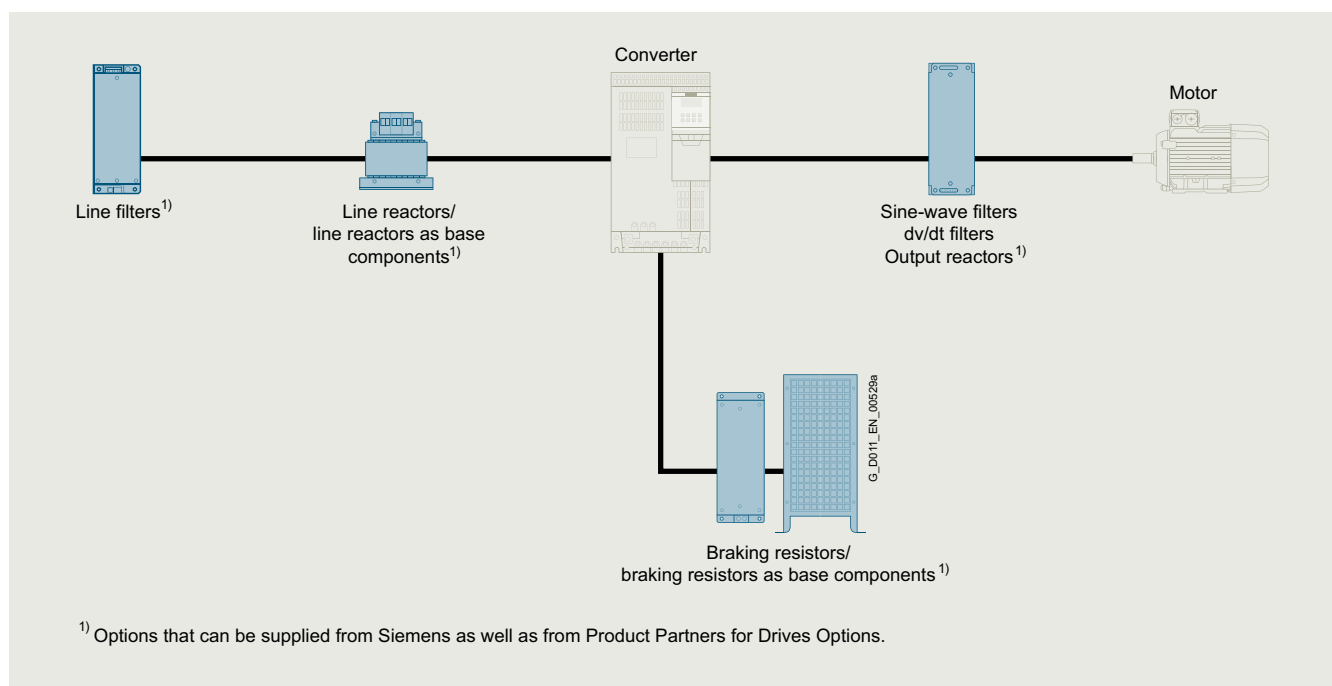 Converter
Motor
Line filters1)
Line reactors/
line reactors as base
components1)
Sine-wave filters
dv/dt filters
Output reactors1)
G_D011_EN_00529a
Braking resistors/
braking resistors as base components1)
1) Options that can be supplied from Siemens as well as from Product Partners for Drives Options.